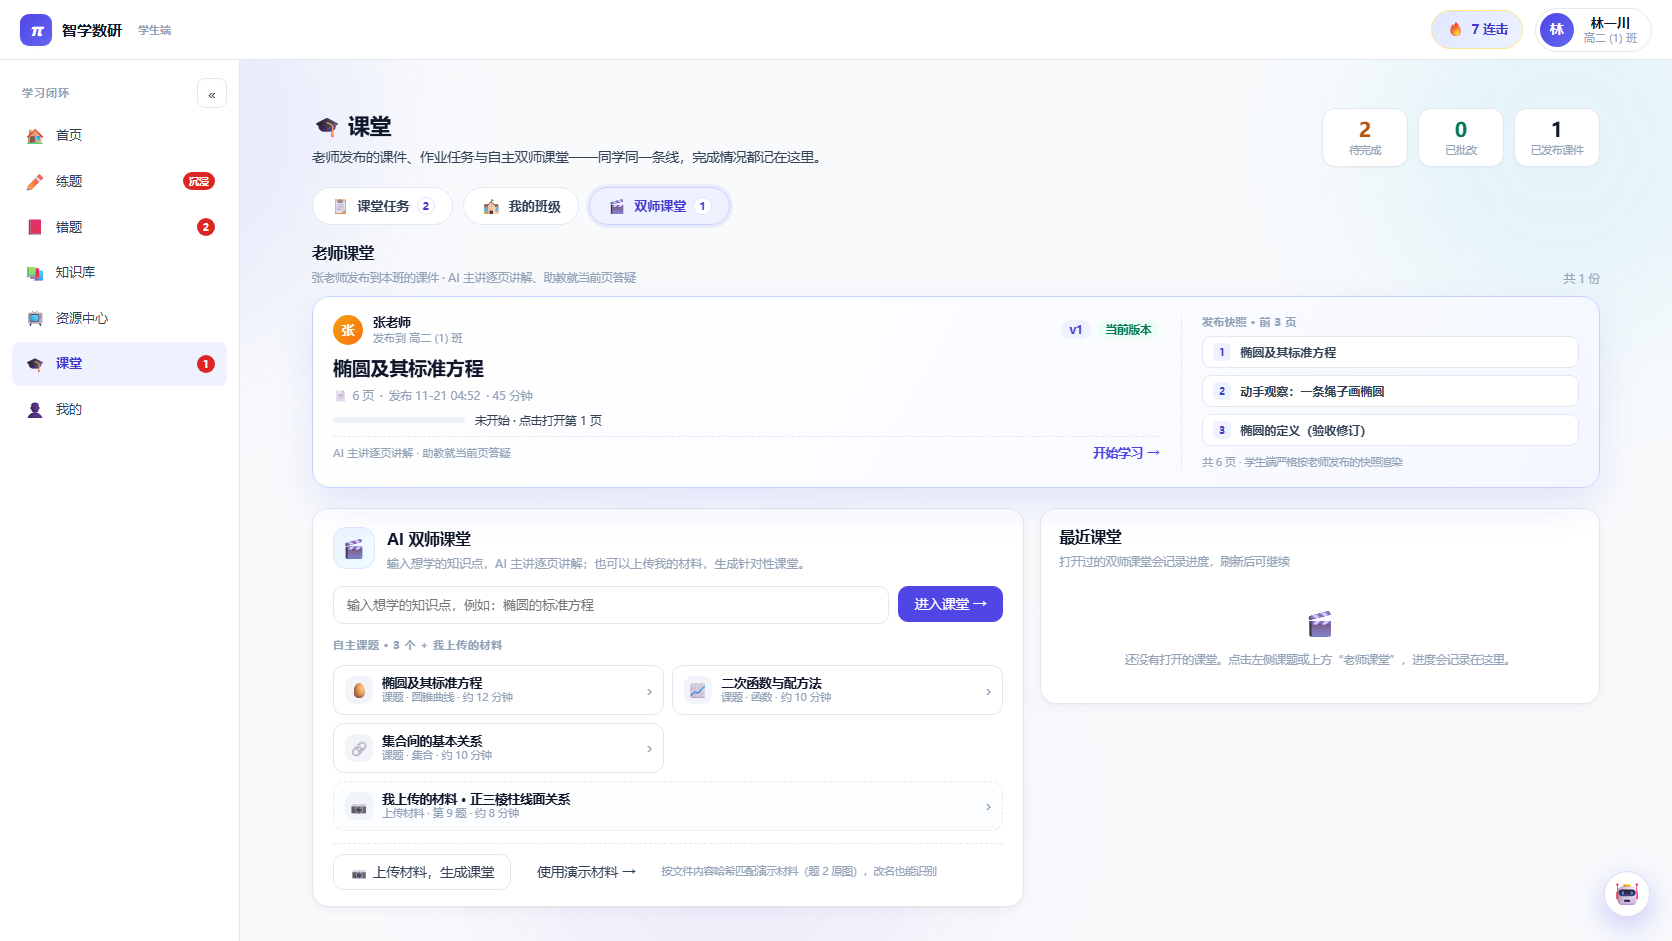 π 智学数研 学生端
7 连击
林 林一川
高二 (1) 班
学习闭环 «
首页
练题 沉浸
错题 2
知识库
资源中心
课堂 1
我的
课堂
老师发布的课件、作业任务与自主双师课堂——同学同一条线，完成情况都记在这里。
2 待完成
0 已批改
1 已发布课件
课堂任务 2
我的班级
双师课堂 1
老师课堂
张老师发布到本班的课件 · AI 主讲逐页讲解、助教就当前页答疑
共 1 份
张 张老师
发布到 高二 (1) 班
v1 当前版本
椭圆及其标准方程
6 页 · 发布 11-21 04:52 · 45 分钟
未开始 · 点击打开第 1 页
AI 主讲逐页讲解 · 助教就当前页答疑
开始学习 →
发布快照 • 前 3 页
1 椭圆及其标准方程
2 动手观察：一条绳子画椭圆
3 椭圆的定义（验收修订）
共 6 页 · 学生端严格按老师发布的快照渲染
AI 双师课堂
输入想学的知识点，AI 主讲逐页讲解；也可以上传我的材料，生成针对性课堂。
输入想学的知识点，例如：椭圆的标准方程
进入课堂 →
自主课题 • 3 个 + 我上传的材料
椭圆及其标准方程
课题 · 圆锥曲线 · 约 12 分钟
›
二次函数与配方法
课题 · 函数 · 约 10 分钟
›
集合间的基本关系
课题 · 集合 · 约 10 分钟
›
我上传的材料 • 正三棱柱线面关系
上传材料 · 第 9 题 · 约 8 分钟
›
上传材料，生成课堂
使用演示材料 →
按文件内容哈希匹配演示材料（题 2 原图），改名也能识别
最近课堂
打开过的双师课堂会记录进度，刷新后可继续
还没有打开的课堂。点击左侧课题或上方“老师课堂”，进度会记录在这里。